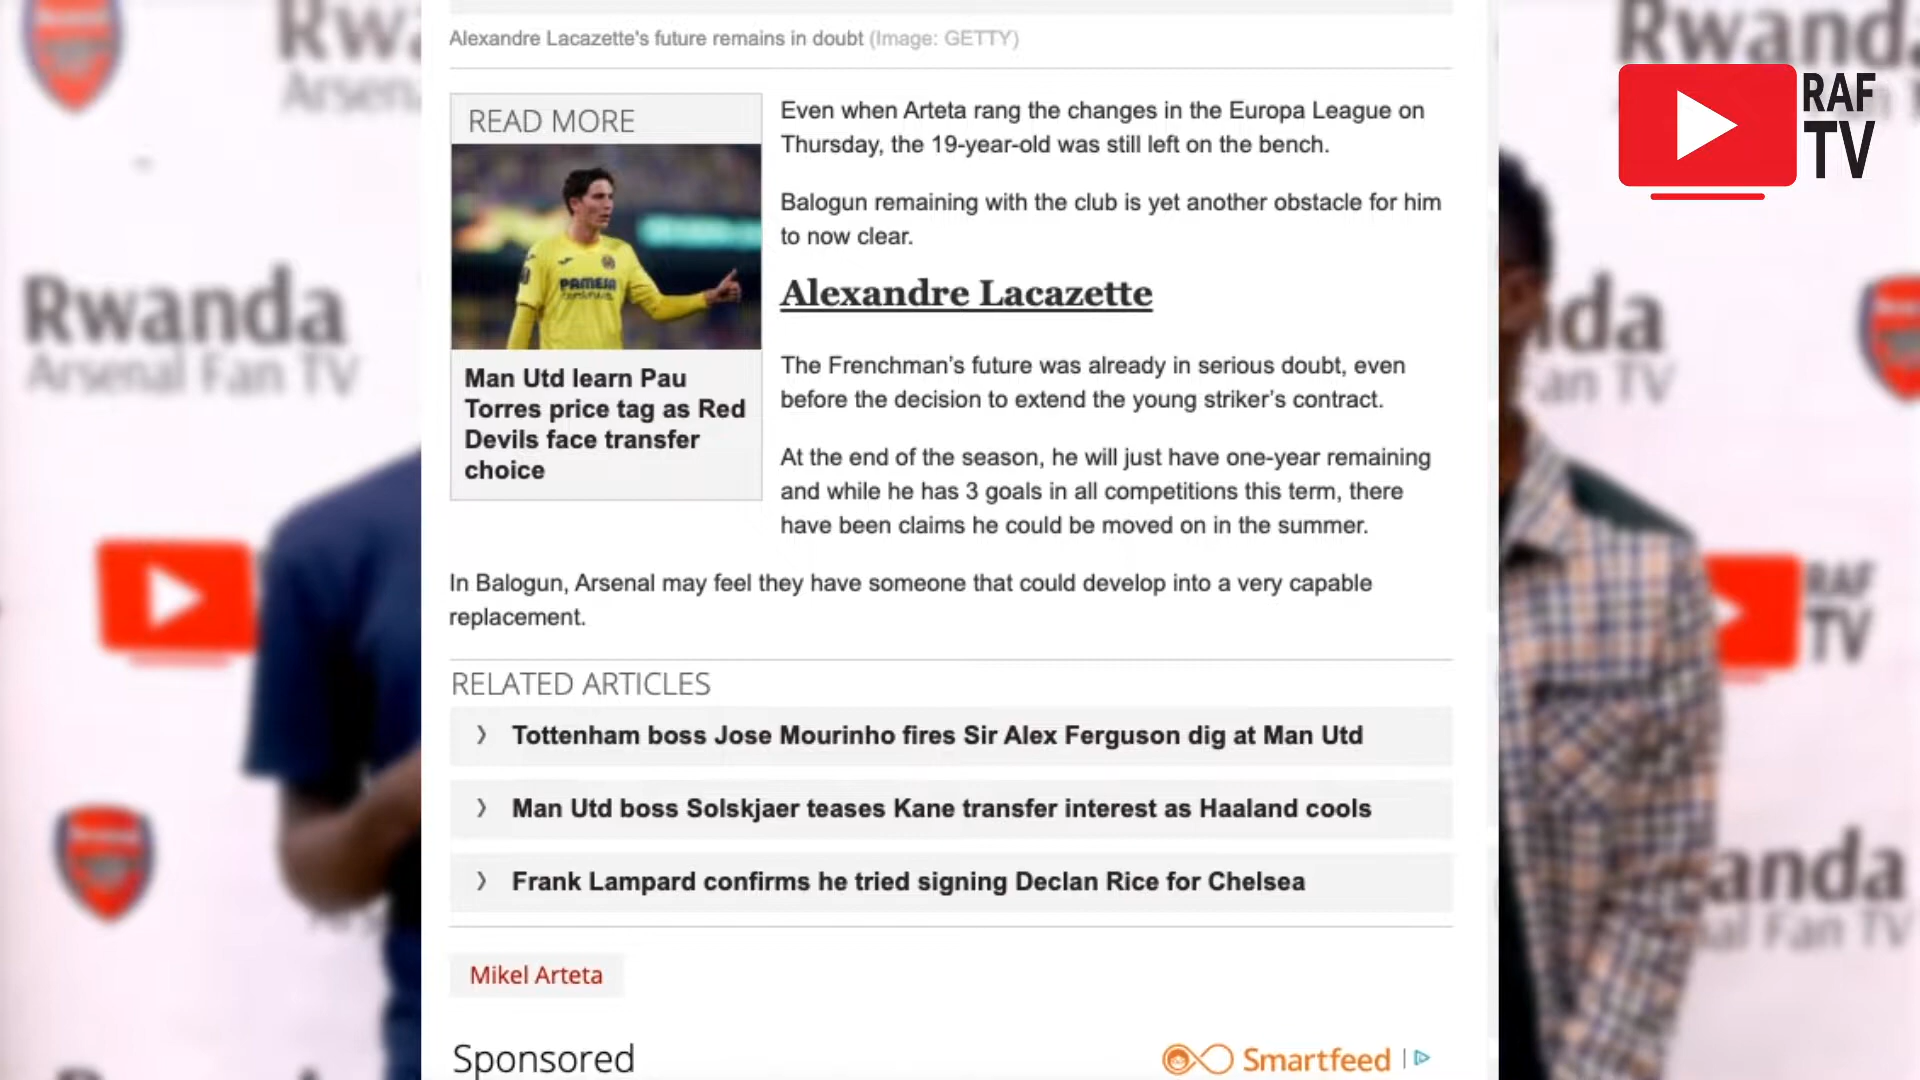 Alexandre Lacazette's future remains in doubt (Image: GETTY)
READ MORE
PAMESA
Man Utd learn Pau
Torres price tag as Red
Devils face transfer
choice
Even when Arteta rang the changes in the Europa League on
Thursday, the 19-year-old was still left on the bench.
Balogun remaining with the club is yet another obstacle for him
to now clear.
Alexandre Lacazette
The Frenchman's future was already in serious doubt, even
before the decision to extend the young striker's contract.
At the end of the season, he will just have one-year remaining
and while he has 3 goals in all competitions this term, there
have been claims he could be moved on in the summer.
In Balogun, Arsenal may feel they have someone that could develop into a very capable
replacement.
RELATED ARTICLES
Tottenham boss Jose Mourinho fires Sir Alex Ferguson dig at Man Utd
Man Utd boss Solskjaer teases Kane transfer interest as Haaland cools
Frank Lampard confirms he tried signing Declan Rice for Chelsea
Mikel Arteta
Sponsored
Smartfeed
RAF
TV
Rwanda
Arsenal Fan TV
RAF
TV